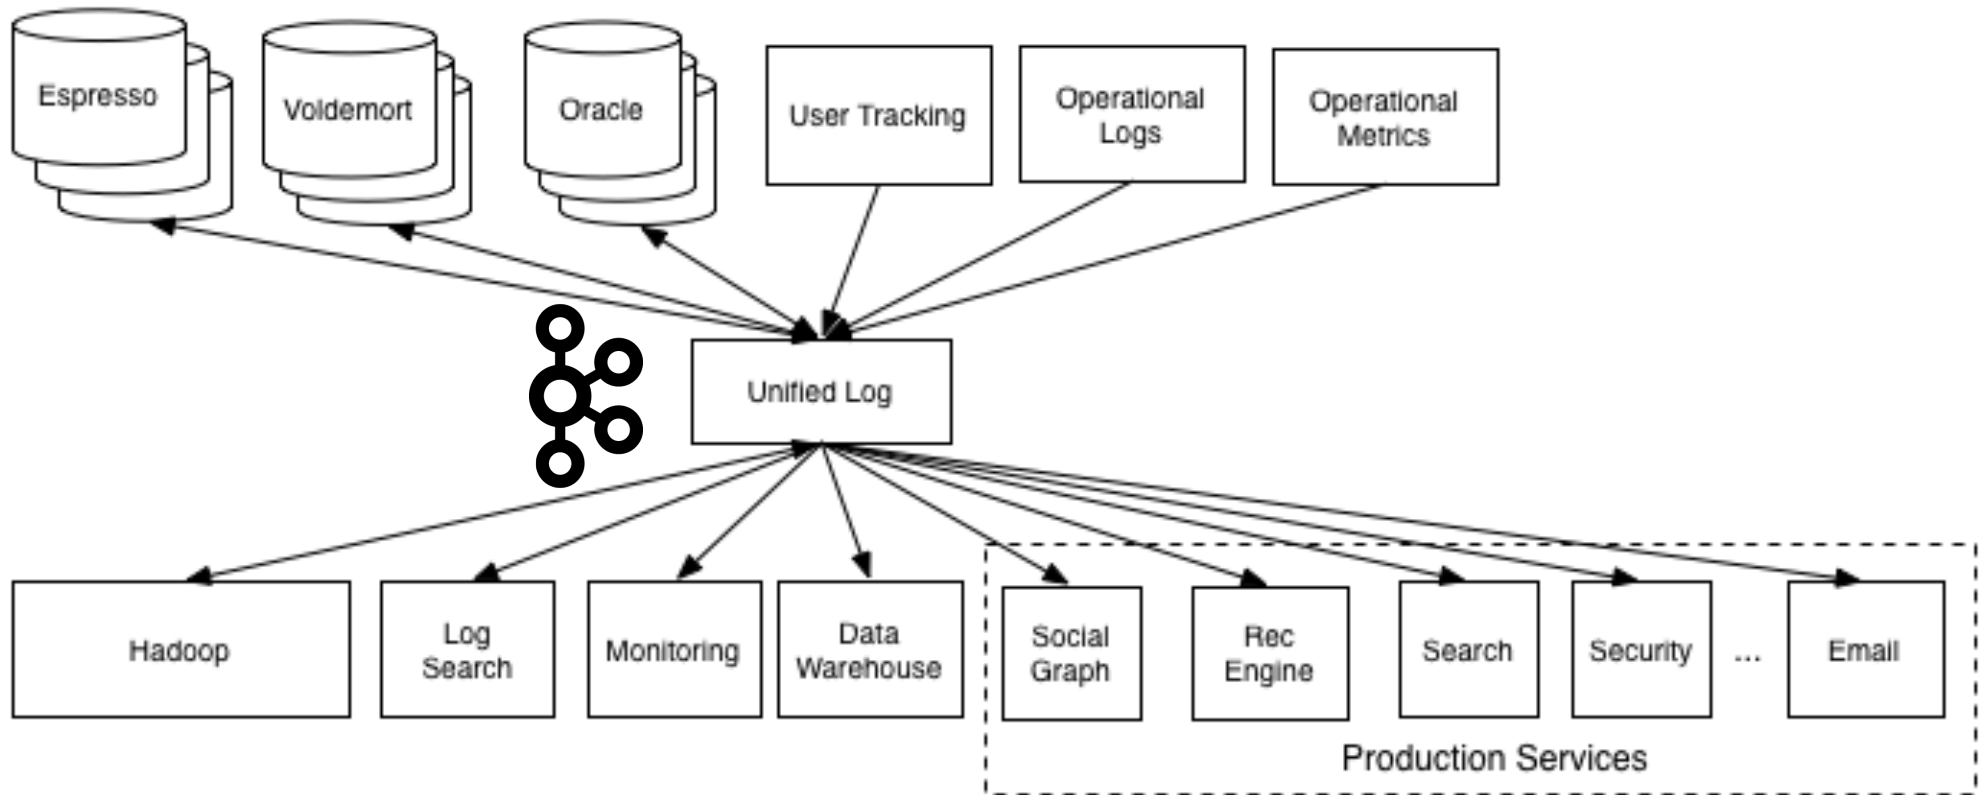 Espresso
Voldemort
Oracle
User Tracking
Operational
Logs
Operational
Metrics
Unified Log
Hadoop
Log
Search
Monitoring
Data
Warehouse
Social
Graph
Rec
Engine
Search
Security
...
Email
Production Services